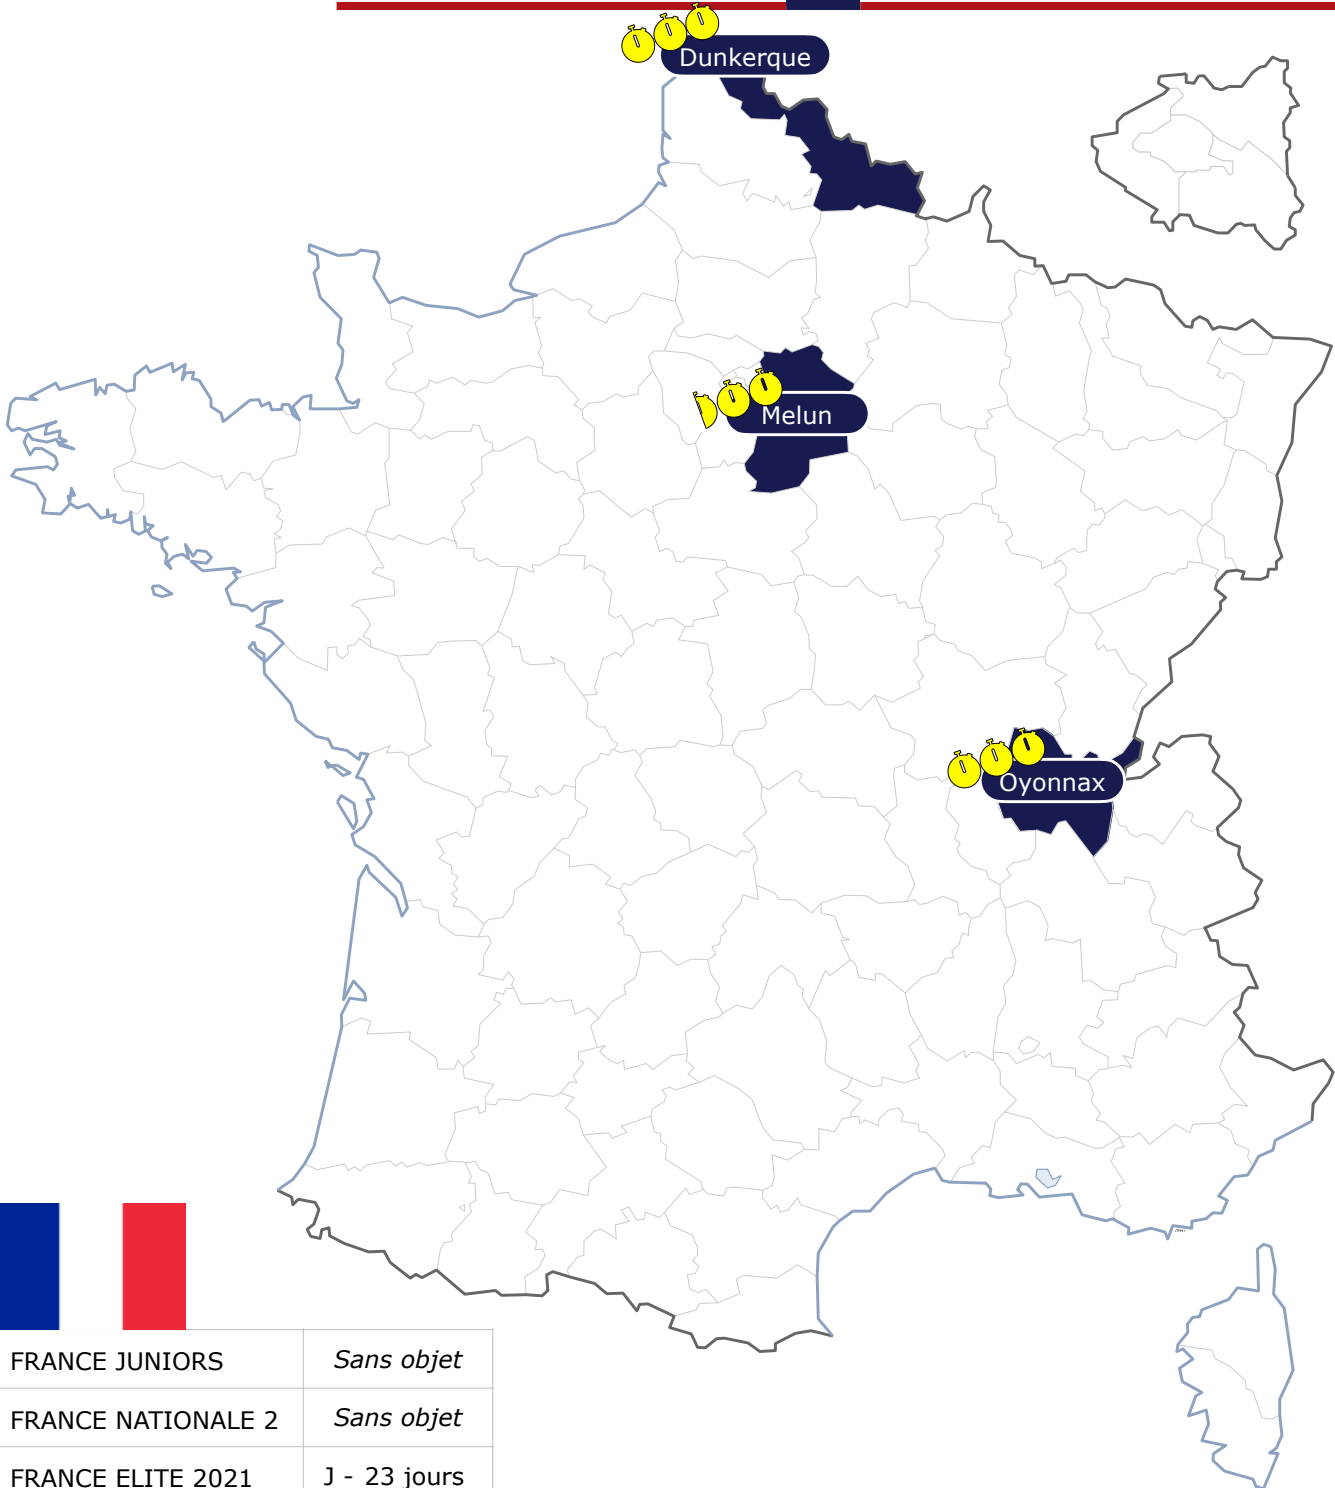 Dunkerque
Melun
Oyonnax
FRANCE JUNIORS Sans objet
FRANCE NATIONALE 2 Sans objet
FRANCE ELITE 2021 J - 23 jours